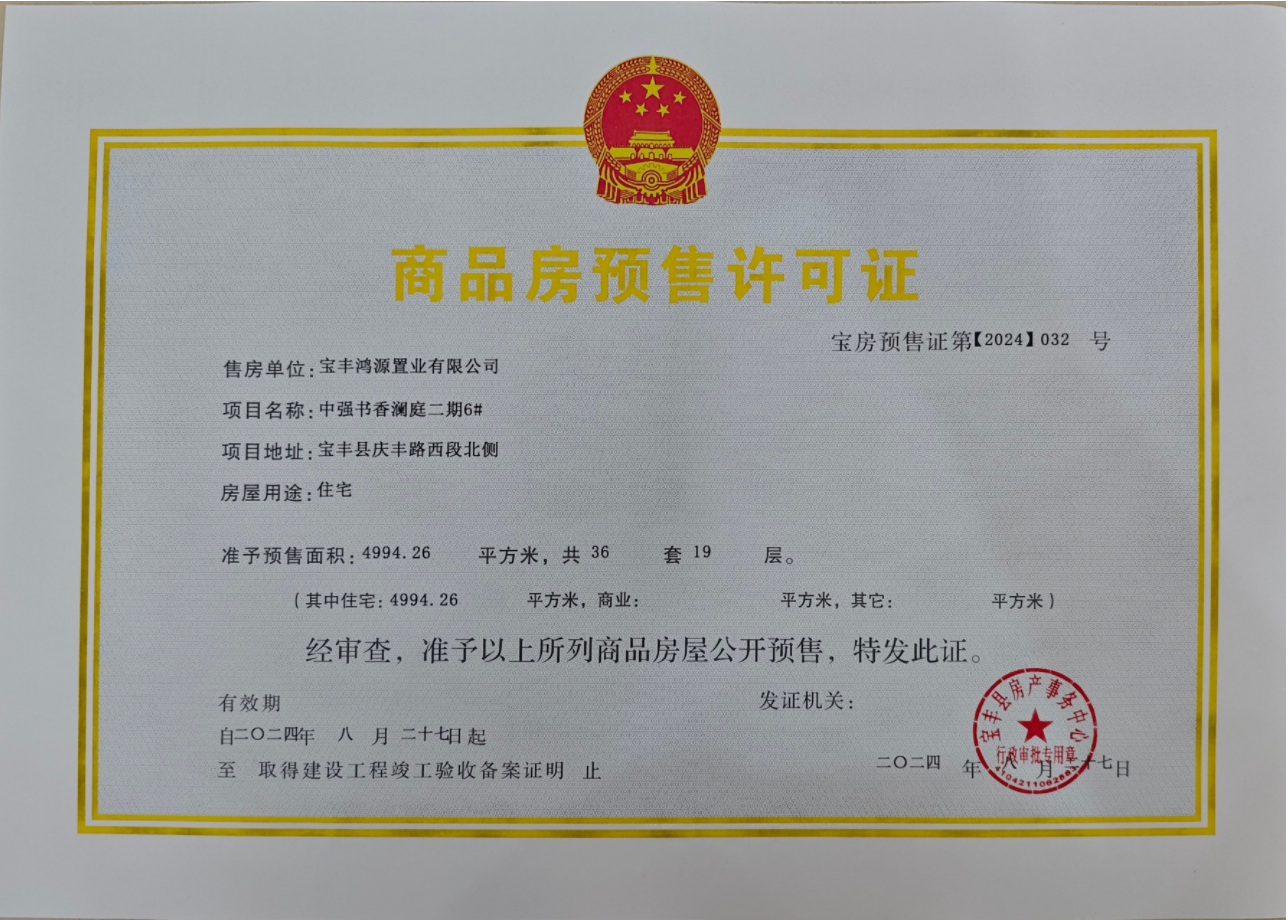 商品房预售许可证
宝房预售证第【2024】032 号
售房单位:宝丰鸿源置业有限公司
项目名称:中强书香澜庭二期6#
项目地址:宝丰县庆丰路西段北侧
房屋用途:住宅
准予预售面积:4994.26 平方米,共 36 套 19 层。
(其中住宅:4994.26 平方米,商业: 平方米,其它: 平方米)
经审查,准予以上所列商品房屋公开预售,特发此证。
有效期
发证机关:
自二〇二四年 八 月 二十七日起
至 取得建设工程竣工验收备案证明 止
二〇二四 年 八 月 二十七日
宝丰县房产事务中心
行政审批专用章